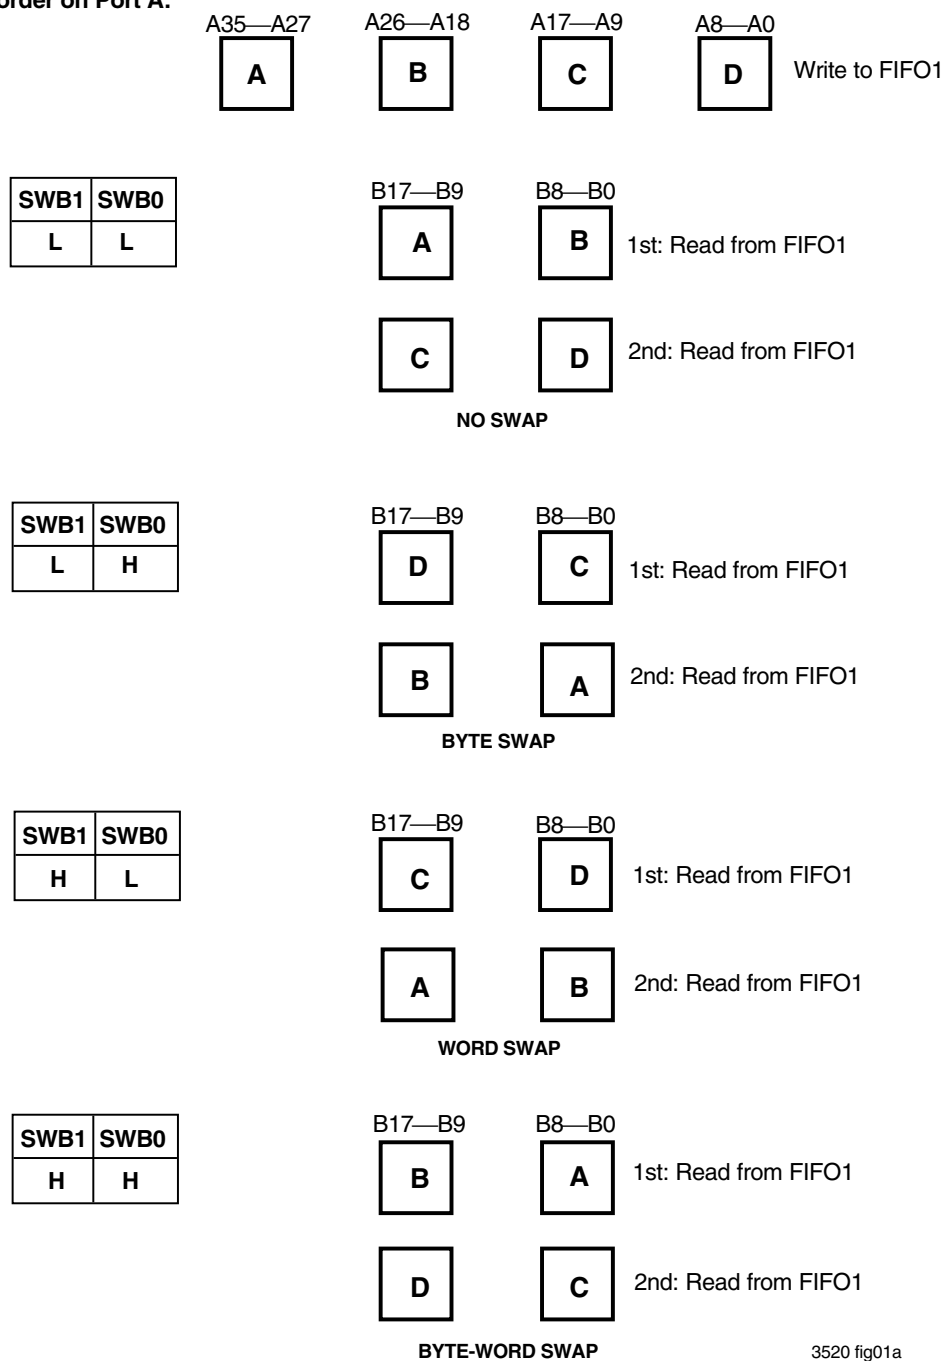 order on Port A:
A35—A27 A26—A18 A17—A9 A8—A0
A B C D Write to FIFO1
SWB1 SWB0
L L
B17—B9 B8—B0
A B 1st: Read from FIFO1
C D 2nd: Read from FIFO1
NO SWAP
SWB1 SWB0
L H
B17—B9 B8—B0
D C 1st: Read from FIFO1
B A 2nd: Read from FIFO1
BYTE SWAP
SWB1 SWB0
H L
B17—B9 B8—B0
C D 1st: Read from FIFO1
A B 2nd: Read from FIFO1
WORD SWAP
SWB1 SWB0
H H
B17—B9 B8—B0
B A 1st: Read from FIFO1
D C 2nd: Read from FIFO1
BYTE-WORD SWAP
3520 fig01a